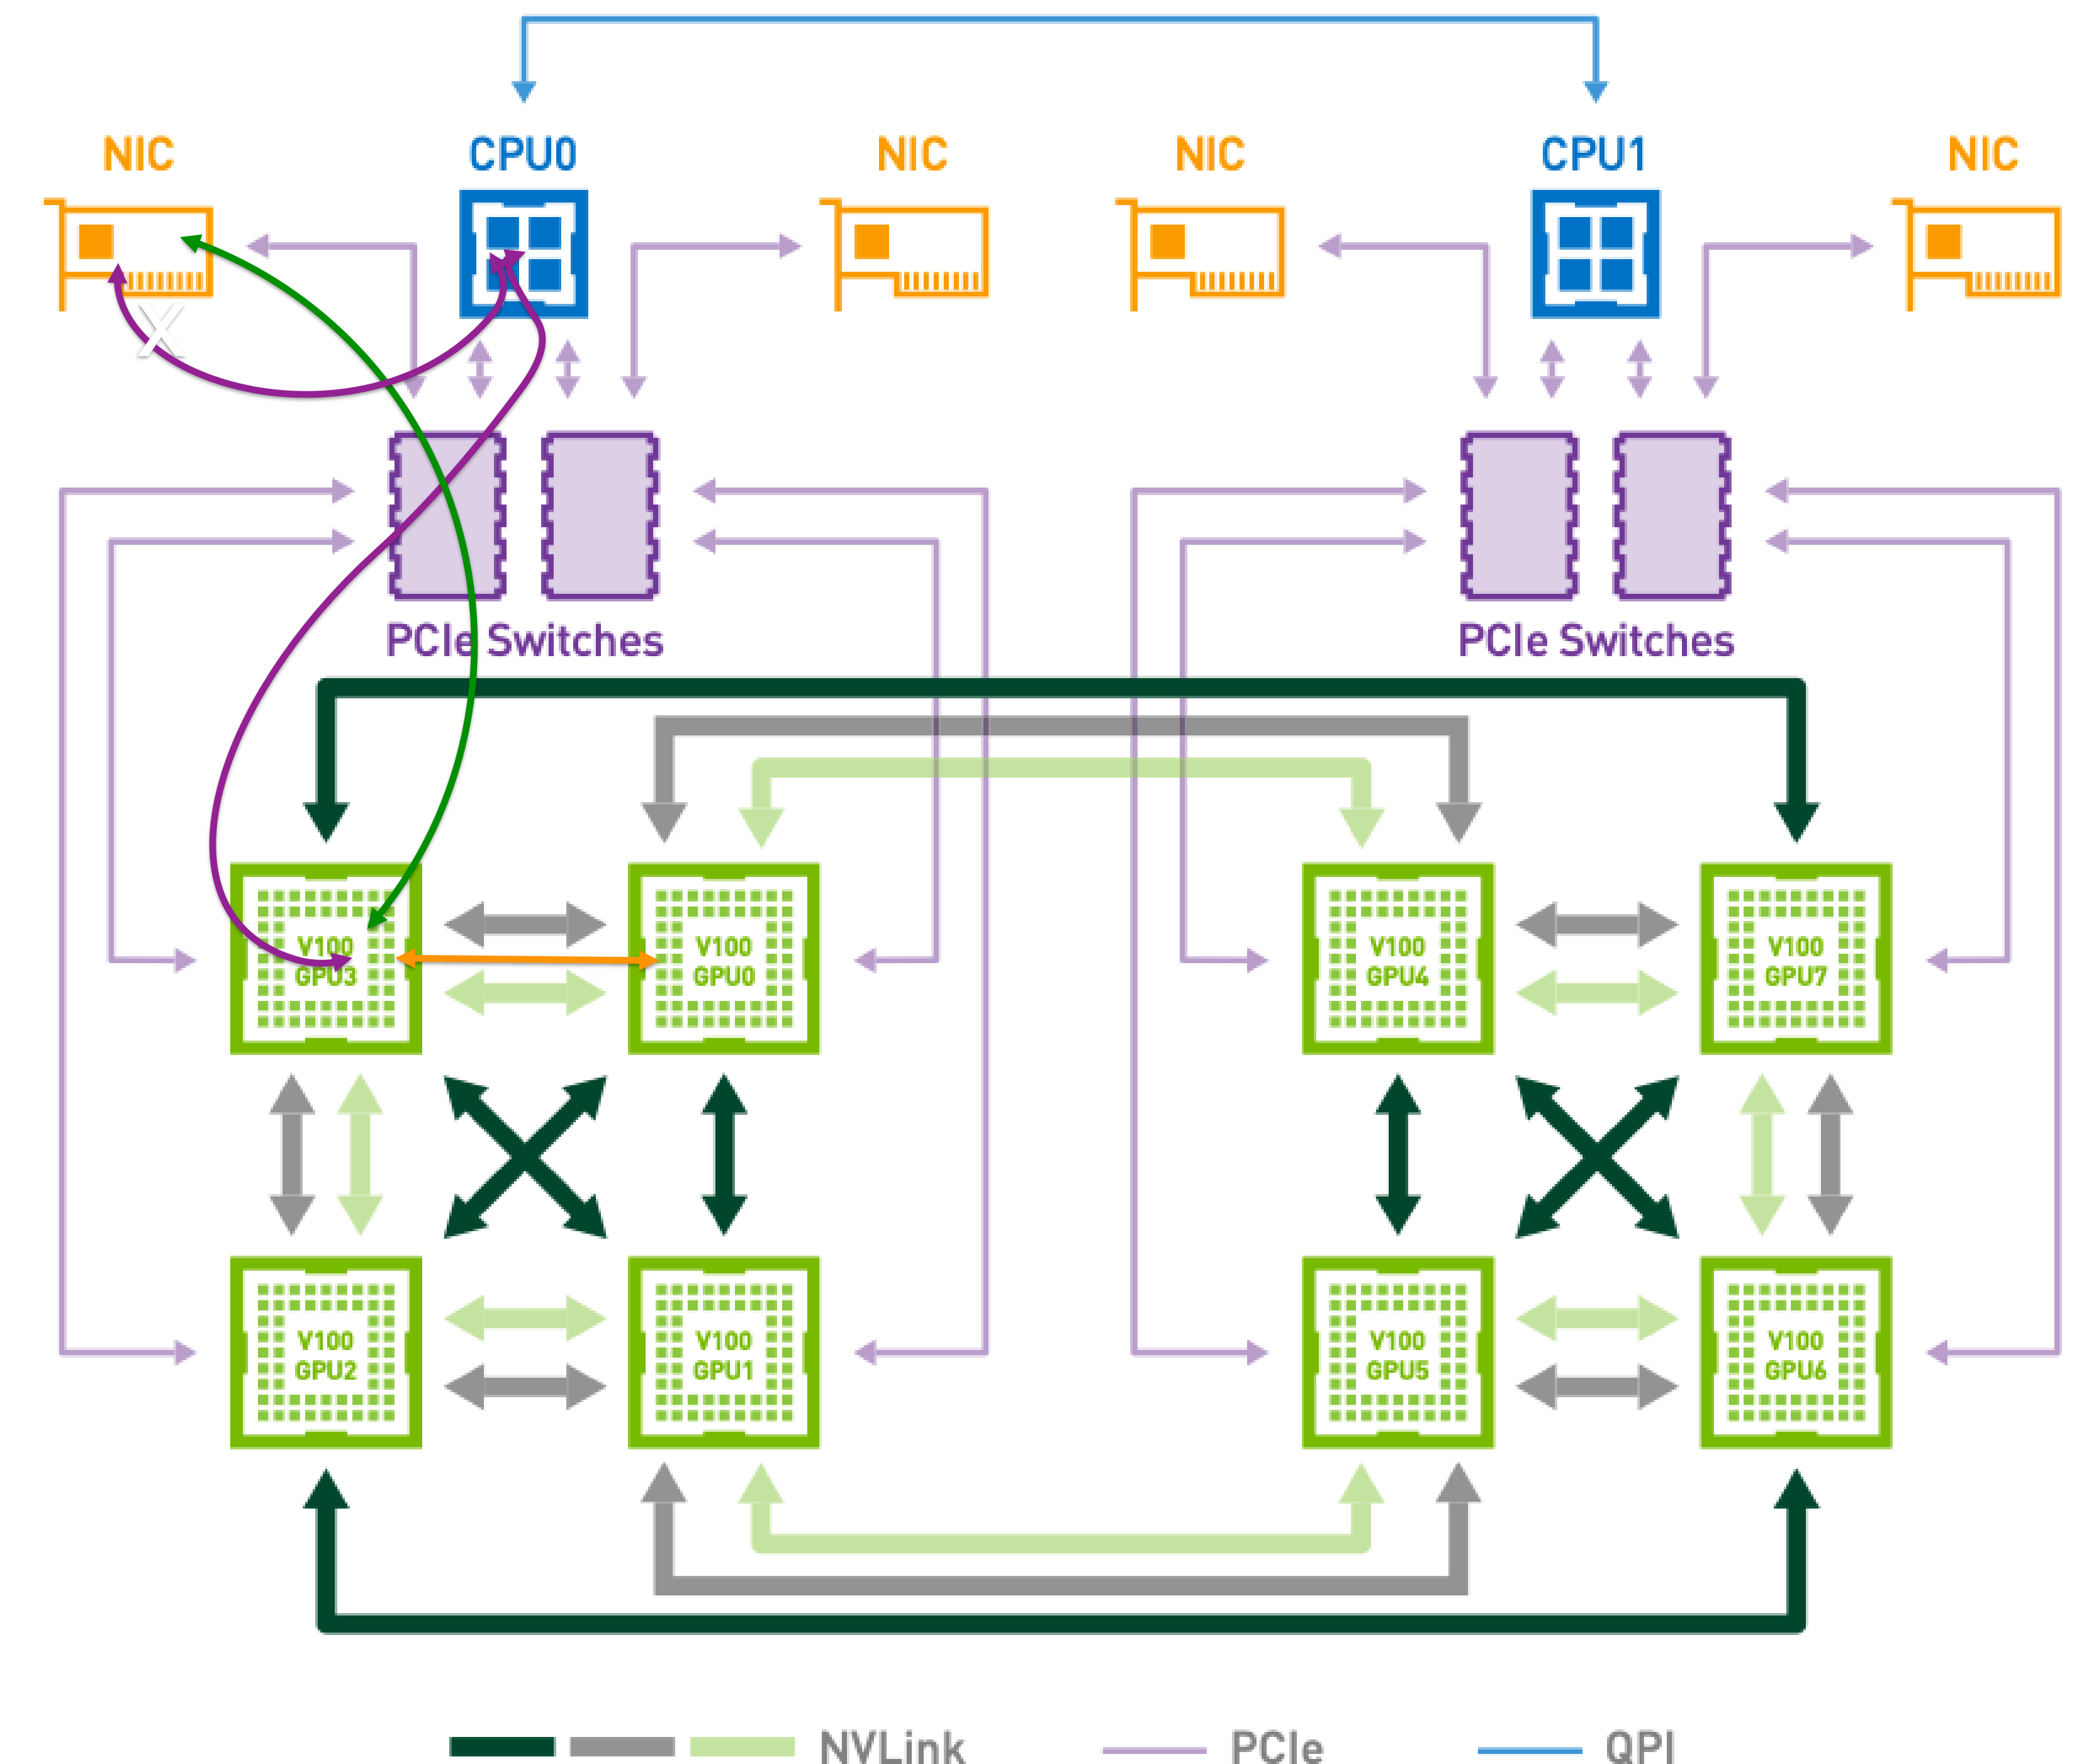 NIC
CPU0
NIC
NIC
CPU1
NIC
X
PCIe Switches
PCIe Switches
V100
GPU3
V100
GPU0
V100
GPU4
V100
GPU7
V100
GPU2
V100
GPU1
V100
GPU5
V100
GPU6
NVLink
PCIe
QPI